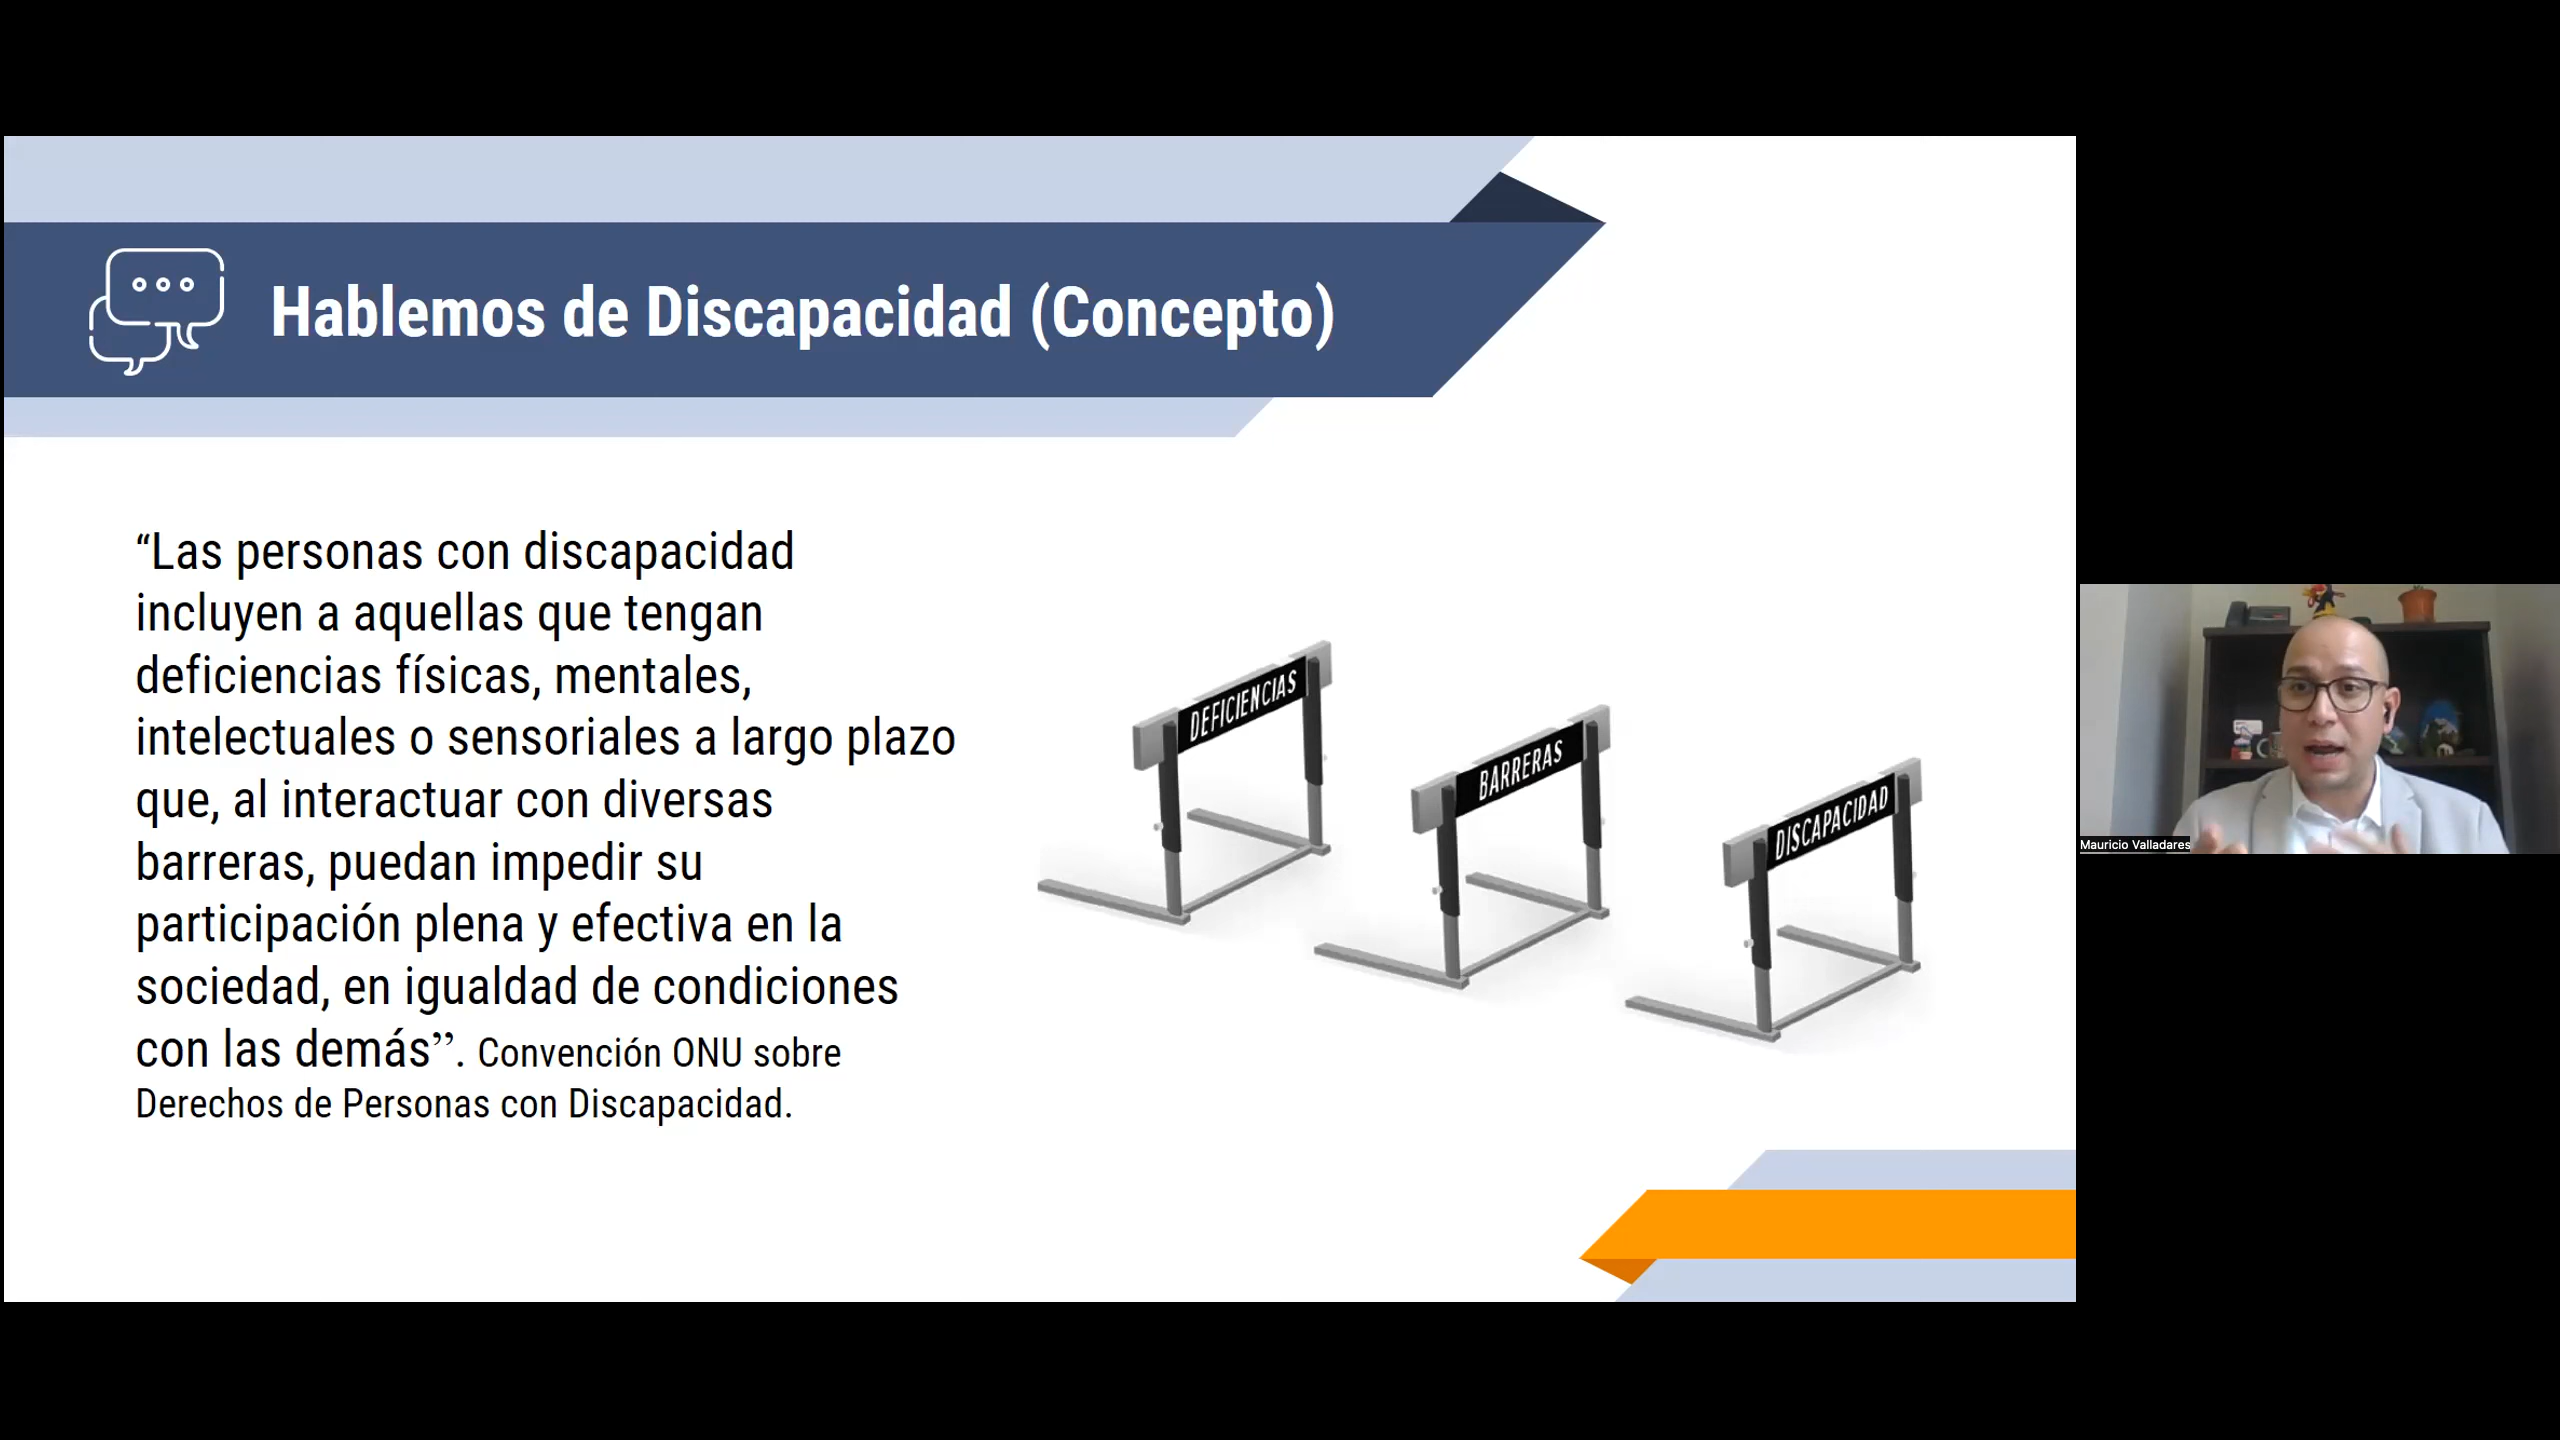 Hablemos de Discapacidad (Concepto)
“Las personas con discapacidad
incluyen a aquellas que tengan
deficiencias físicas, mentales,
intelectuales o sensoriales a largo plazo
que, al interactuar con diversas
barreras, puedan impedir su
participación plena y efectiva en la
sociedad, en igualdad de condiciones
con las demás”. Convención ONU sobre
Derechos de Personas con Discapacidad.
DEFICIENCIAS
BARRERAS
DISCAPACIDAD
Mauricio Valladares